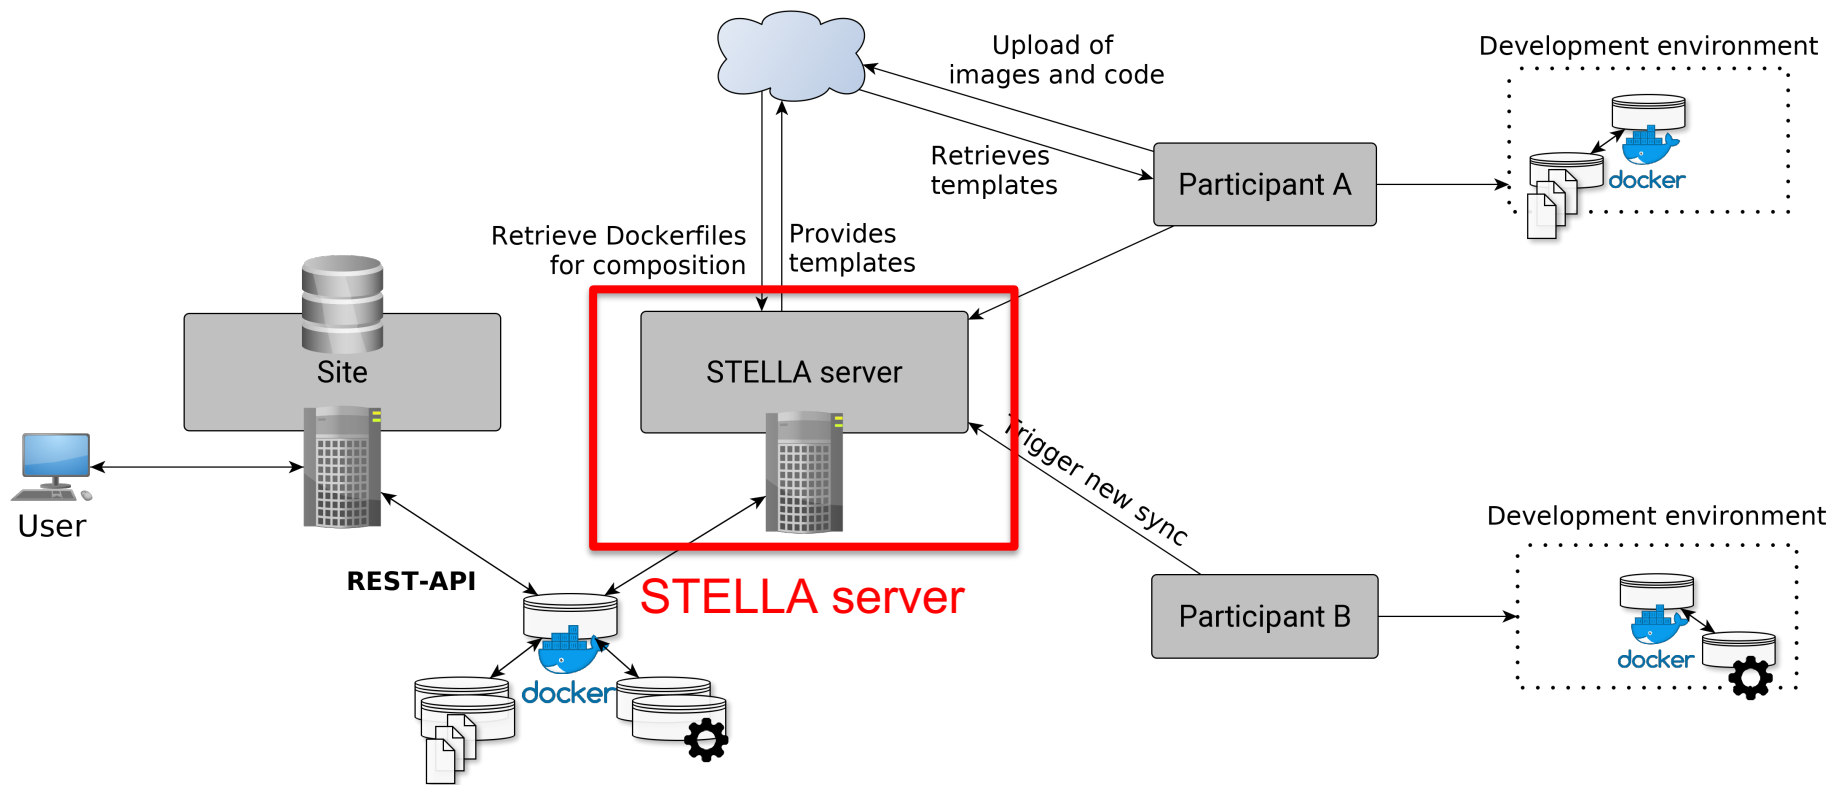 Upload of
images and code
Development environment
Retrieves
templates
Participant A
docker
Retrieve Dockerfiles
for composition
Provides
templates
Site
STELLA server
Trigger new sync
User
Development environment
REST-API
STELLA server
Participant B
docker
docker